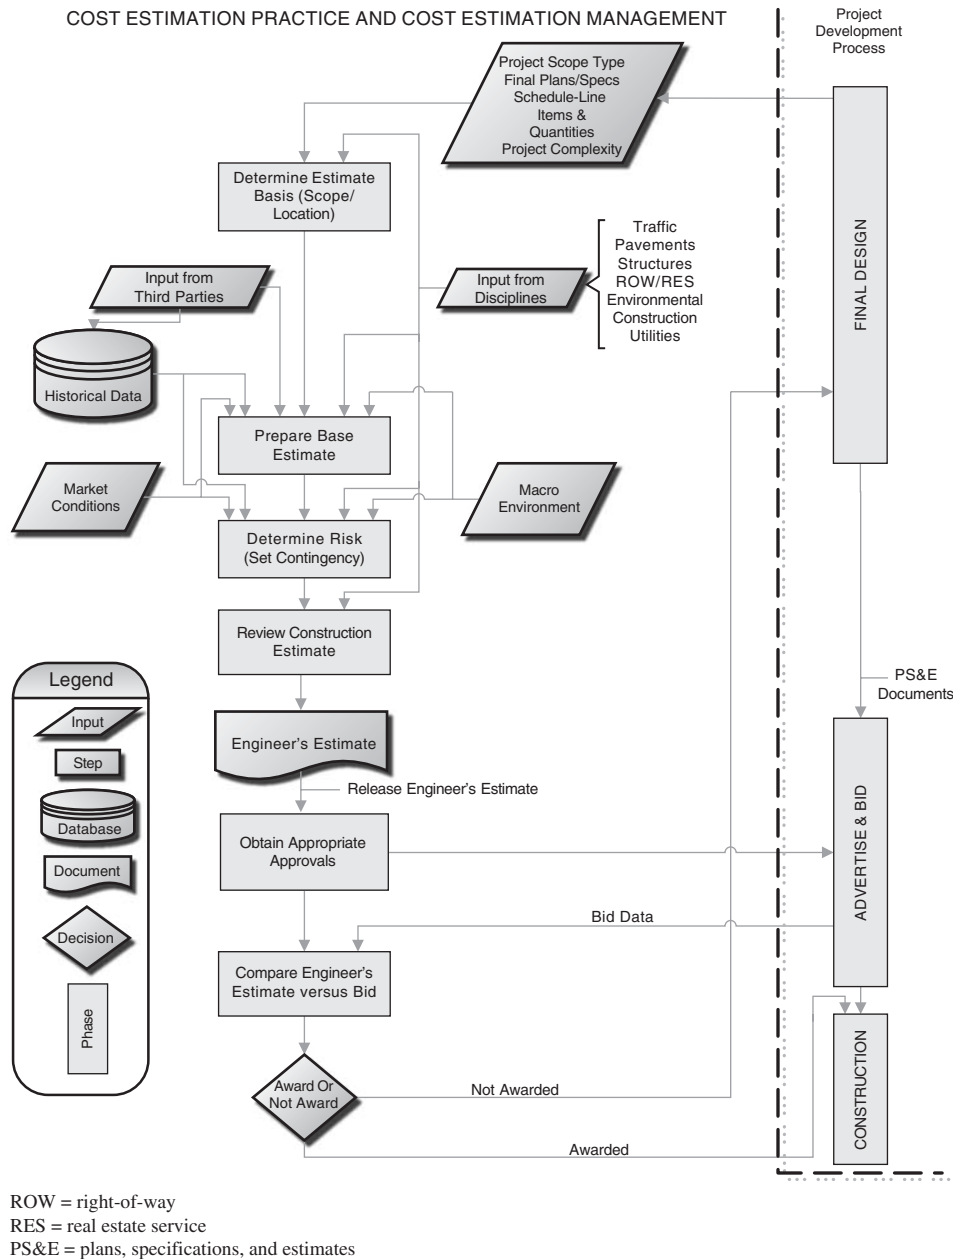 COST ESTIMATION PRACTICE AND COST ESTIMATION MANAGEMENT
Project
Development
Process
Project Scope Type
Final Plans/Specs
Schedule-Line
Items &
Quantities
Project Complexity
Determine Estimate
Basis (Scope/
Location)
FINAL DESIGN
Input from
Third Parties
Input from
Disciplines
Traffic
Pavements
Structures
ROW/RES
Environmental
Construction
Utilities
Historical Data
Prepare Base
Estimate
Market
Conditions
Macro
Environment
Determine Risk
(Set Contingency)
Review Construction
Estimate
PS&E
Documents
Legend
Input
Step
Database
Document
Decision
Phase
Engineer's Estimate
Release Engineer's Estimate
Obtain Appropriate
Approvals
ADVERTISE & BID
Bid Data
Compare Engineer's
Estimate versus Bid
Award Or
Not Award
Not Awarded
Awarded
CONSTRUCTION
ROW = right-of-way
RES = real estate service
PS&E = plans, specifications, and estimates